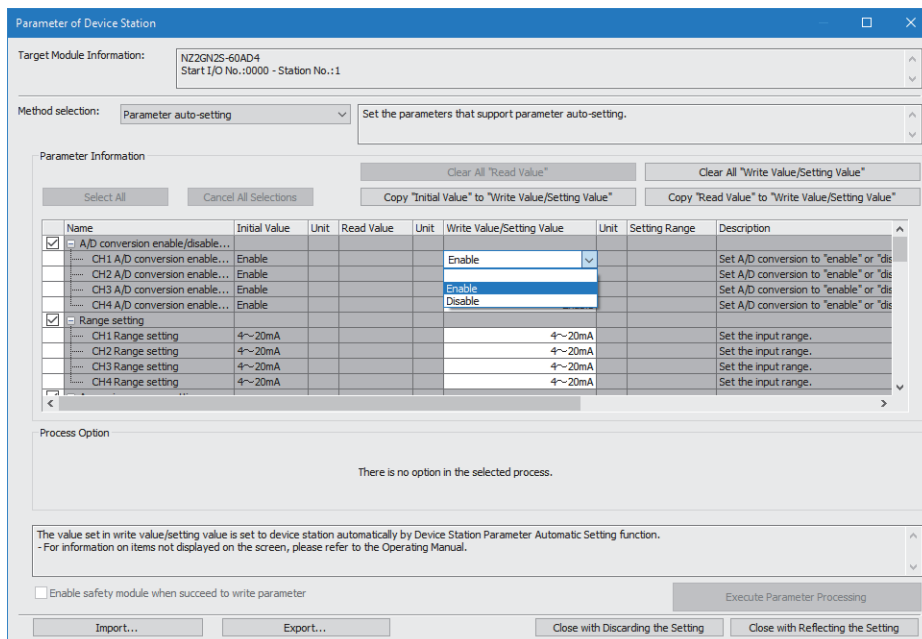 Parameter of Device Station
Target Module Information:
NZ2GN2S-60AD4
Start I/O No.:0000 - Station No.:1
Method selection:
Parameter auto-setting
Set the parameters that support parameter auto-setting.
Parameter Information
Clear All "Read Value"
Clear All "Write Value/Setting Value"
Select All
Cancel All Selections
Copy "Initial Value" to "Write Value/Setting Value"
Copy "Read Value" to "Write Value/Setting Value"
Name Initial Value Unit Read Value Unit Write Value/Setting Value Unit Setting Range Description
A/D conversion enable/disable...
CH1 A/D conversion enable... Enable Enable Set A/D conversion to "enable" or "dis
CH2 A/D conversion enable... Enable Set A/D conversion to "enable" or "dis
CH3 A/D conversion enable... Enable Enable Set A/D conversion to "enable" or "dis
CH4 A/D conversion enable... Enable Disable Set A/D conversion to "enable" or "dis
Range setting
CH1 Range setting 4~20mA 4~20mA Set the input range.
CH2 Range setting 4~20mA 4~20mA Set the input range.
CH3 Range setting 4~20mA 4~20mA Set the input range.
CH4 Range setting 4~20mA 4~20mA Set the input range.
Process Option
There is no option in the selected process.
The value set in write value/setting value is set to device station automatically by Device Station Parameter Automatic Setting function.
- For information on items not displayed on the screen, please refer to the Operating Manual.
Enable safety module when succeed to write parameter
Execute Parameter Processing
Import...
Export...
Close with Discarding the Setting
Close with Reflecting the Setting